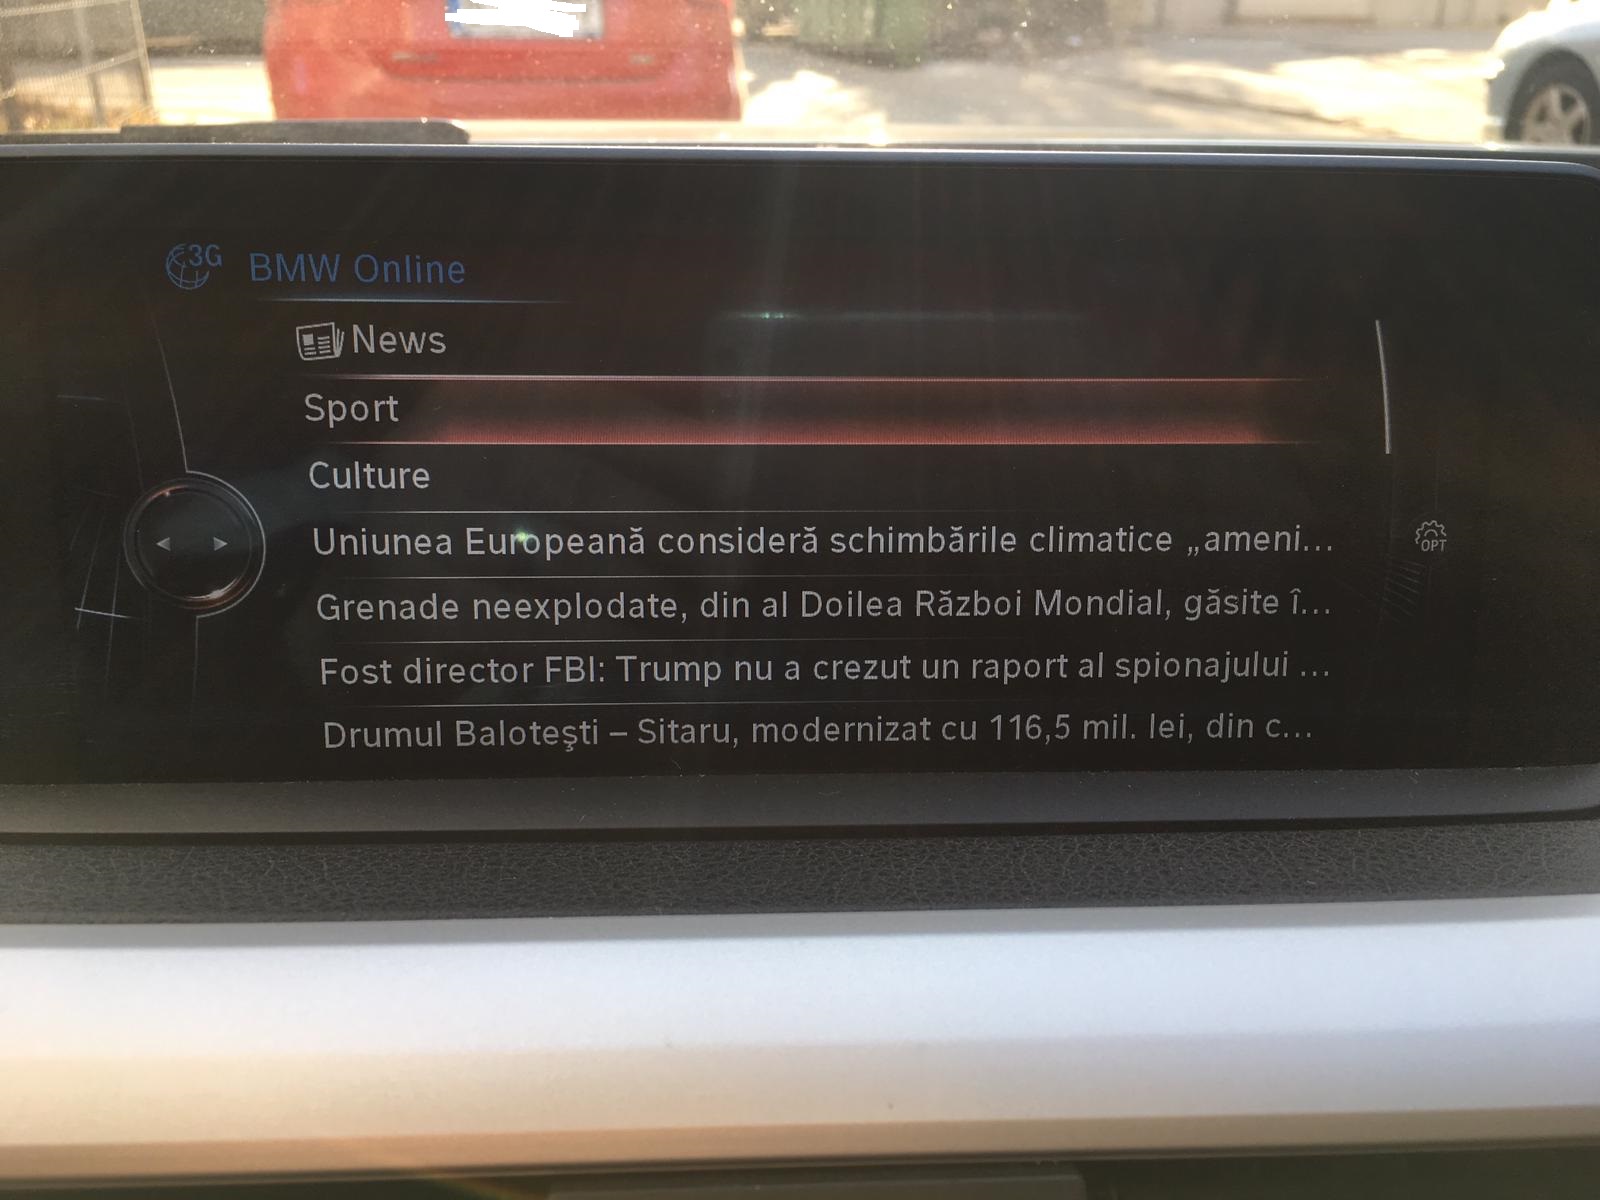 3G BMW Online
News
Sport
Culture
Uniunea Europeană consideră schimbările climatice „ameni...
Grenade neexplodate, din al Doilea Război Mondial, găsite î...
OPT
Fost director FBI: Trump nu a crezut un raport al spionajului ...
Drumul Baloteşti – Sitaru, modernizat cu 116,5 mil. lei, din c...